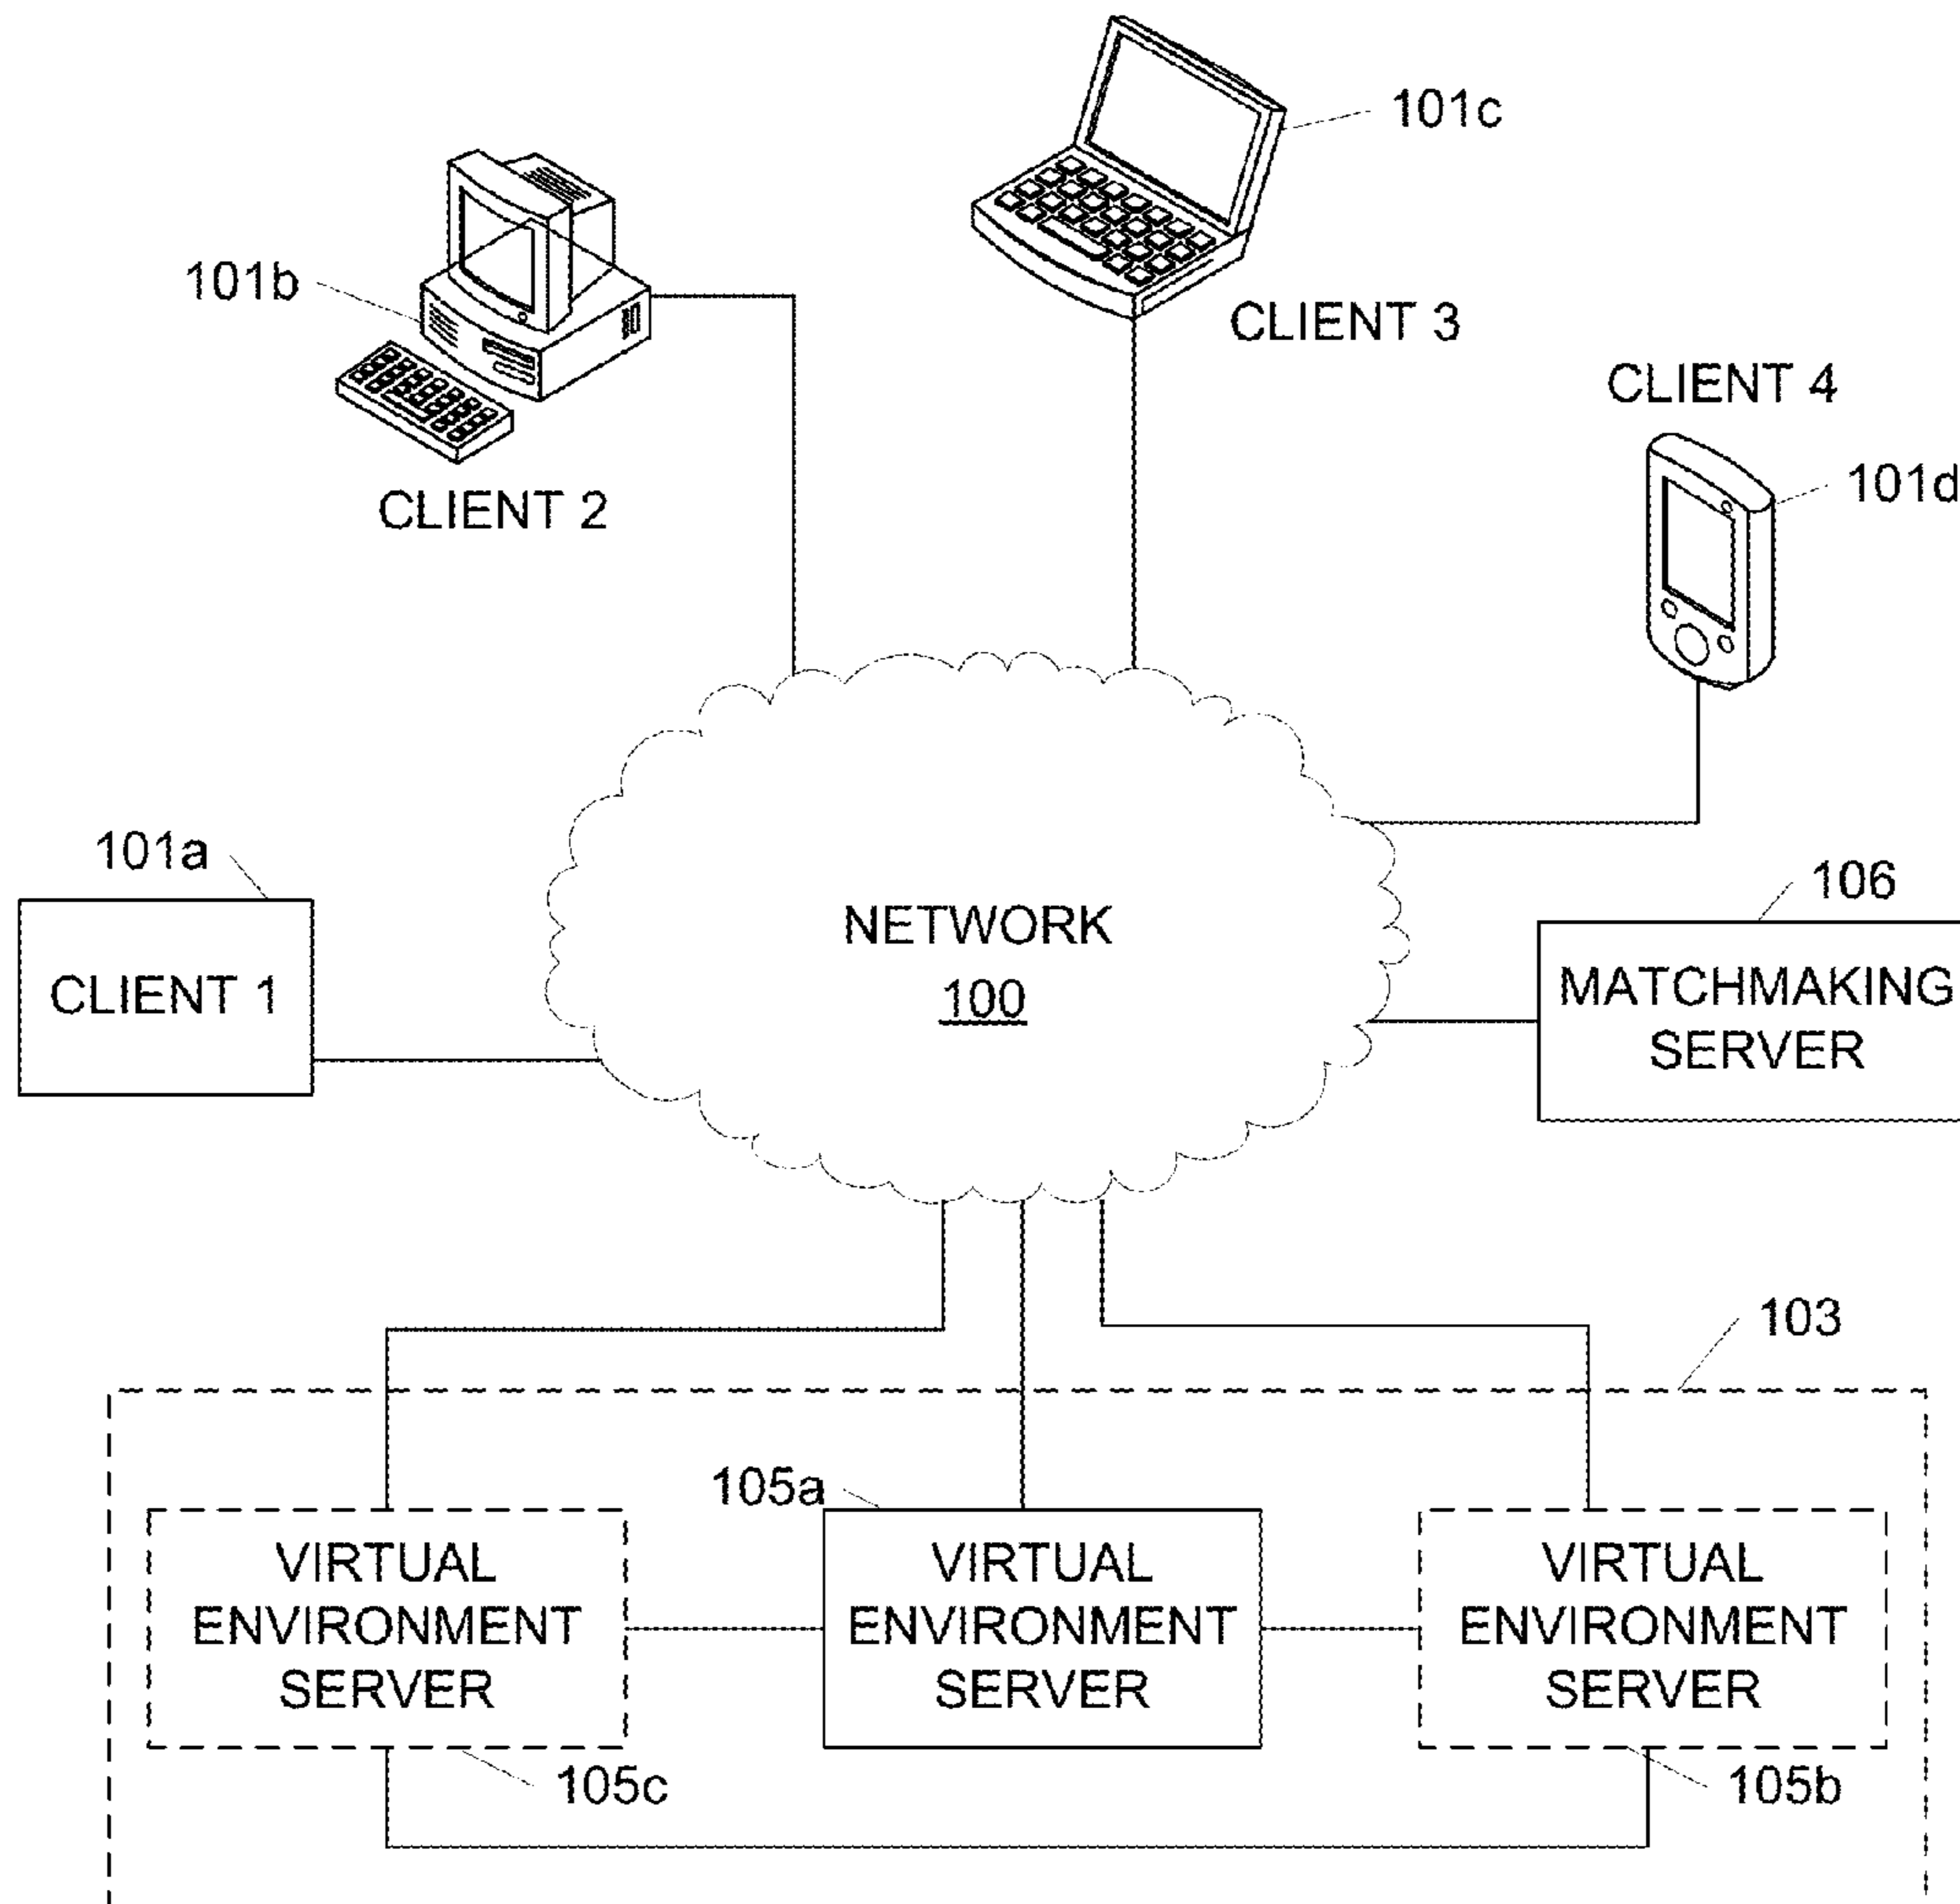 101c
101b
CLIENT 3
CLIENT 4
101d
CLIENT 2
101a
106
NETWORK
100
CLIENT 1
MATCHMAKING
SERVER
103
105a
VIRTUAL
ENVIRONMENT
SERVER
VIRTUAL
ENVIRONMENT
SERVER
VIRTUAL
ENVIRONMENT
SERVER
105c
105b